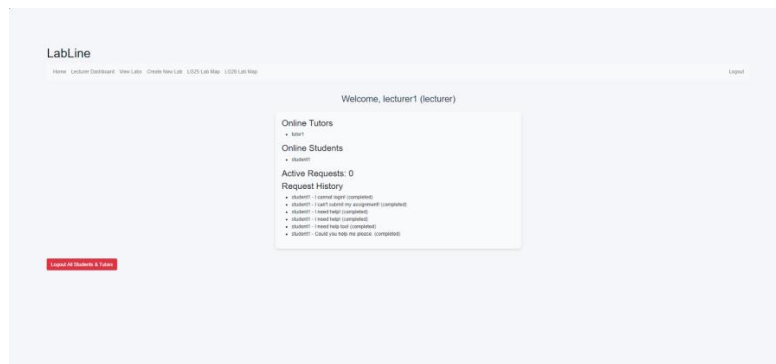 LabLine
Home Lecturer Dashboard View Labs Create New Lab LG25 Lab Map LG26 Lab Map Logout
Welcome, lecturer1 (lecturer)
Online Tutors
tutor1
Online Students
student1
Active Requests: 0
Request History
student1 - I cannot login! (completed)
student1 - I can't submit my assignment! (completed)
student1 - I need help! (completed)
student1 - I need help! (completed)
student1 - I need help too! (completed)
student1 - Could you help me please. (completed)
Logout All Students & Tutors